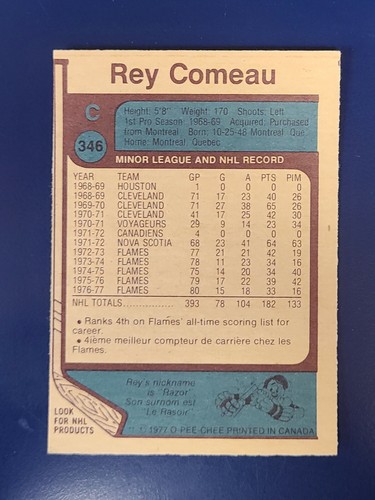 Rey Comeau
C
346
Height: 5'8" Weight: 170 Shoots: Left
1st Pro Season: 1968-69 Acquired: Purchased
from Montreal Born: 10-25-48 Montreal Que.
Home: Montreal Quebec
MINOR LEAGUE AND NHL RECORD
YEAR TEAM GP G A PTS PIM
1968-69 HOUSTON 1 0 0 0 0
1968-69 CLEVELAND 71 17 23 40 26
1969-70 CLEVELAND 71 27 38 65 26
1970-71 CLEVELAND 41 17 25 42 30
1970-71 VOYAGEURS 29 9 14 23 34
1971-72 CANADIENS 4 0 0 0 0
1971-72 NOVA SCOTIA 68 23 41 64 63
1972-73 FLAMES 77 21 21 42 19
1973-74 FLAMES 78 11 23 34 16
1974-75 FLAMES 75 14 20 34 40
1975-76 FLAMES 79 17 22 39 42
1976-77 FLAMES 80 15 18 33 16
NHL TOTALS 393 78 104 182 133
• Ranks 4th on Flames' all-time scoring list for
career.
• 4ième meilleur compteur de carrière chez les
Flames.
Rey's nickname
is "Razor"
Son surnom est
"Le Rasoir"
LOOK
FOR NHL
PRODUCTS
© 1977 O-PEE-CHEE PRINTED IN CANADA